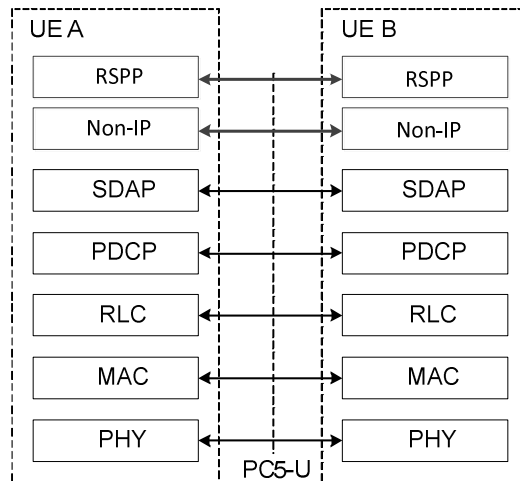 UE A UE B
RSPP RSPP
Non-IP Non-IP
SDAP SDAP
PDCP PDCP
RLC RLC
MAC MAC
PHY PHY
PC5-U